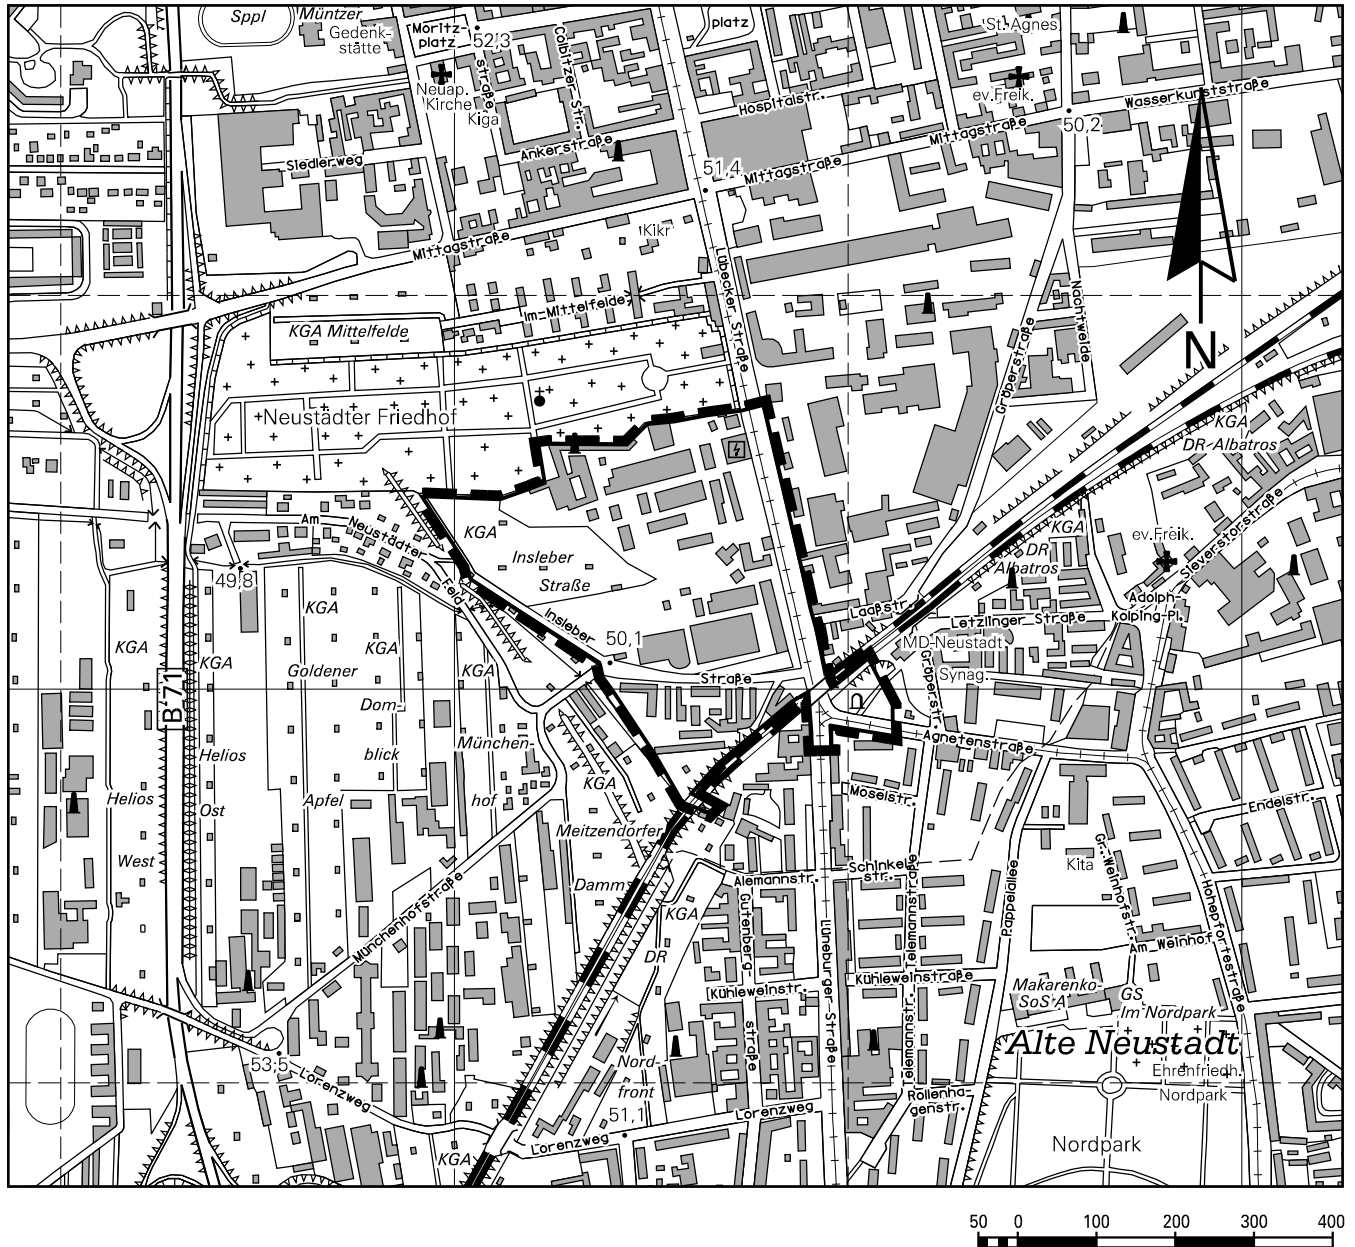 Sppl
Müntzer
Gedenk-
stätte
Moritz-
platz
52,3
straße
Colbitzer Str.
platz
St. Agnes
Neuap.
Kirche
Kiga
Hospitalstr.
ev.Freik.
Wasserkunststraße
50,2
Siedlerweg
Ankerstraße
51,4
Mittagstraße
Mittagstraße
Mittagstraße
Kikr
Lübecker Straße
Im-Mittelfelde
KGA Mittelfelde
Nachtweide
Gröperstraße
N
Neustädter Friedhof
KGA
DR-Albatros
Am
Neustädter
Feld
KGA
Insleber
Straße
KGA
DR
Albatros
ev.Freik.
Sieverstorstraße
49,8
KGA
Insleber
50,1
Laaßstr.
Letzlinger Straße
Adolph-
Kolping-Pl.
KGA
KGA
KGA
Goldener
KGA
Straße
MD-Neustadt
Synag.
Gröperstr.
B 71
Dom-
blick
München-
hof
Helios
Agnetenstraße
KGA
Moselstr.
Helios
Ost
Apfel
Endelstr.
Meitzendorfer
Damm
West
Schinkel-
str.
Kita
Alemannstr.
Pappelallee
Gr.-Weinhofstr.
Hohepfortestraße
Münchenhofstraße
KGA
Gutenberg-
straße
Lüneburger-Straße
Telemannstraße
Am-Weinhof
DR
Kühleweinstr.
Kühleweinstraße
Makarenko-
SoS A
GS
Im Nordpark
Telemannstr.
Alte Neustadt
53,5
Lorenzweg
Nord-
front
51,1
Ehrenfriedh.
Nordpark
Rollenha-
genstr.
Lorenzweg
Lorenzweg
KGA
Nordpark
50 0 100 200 300 400